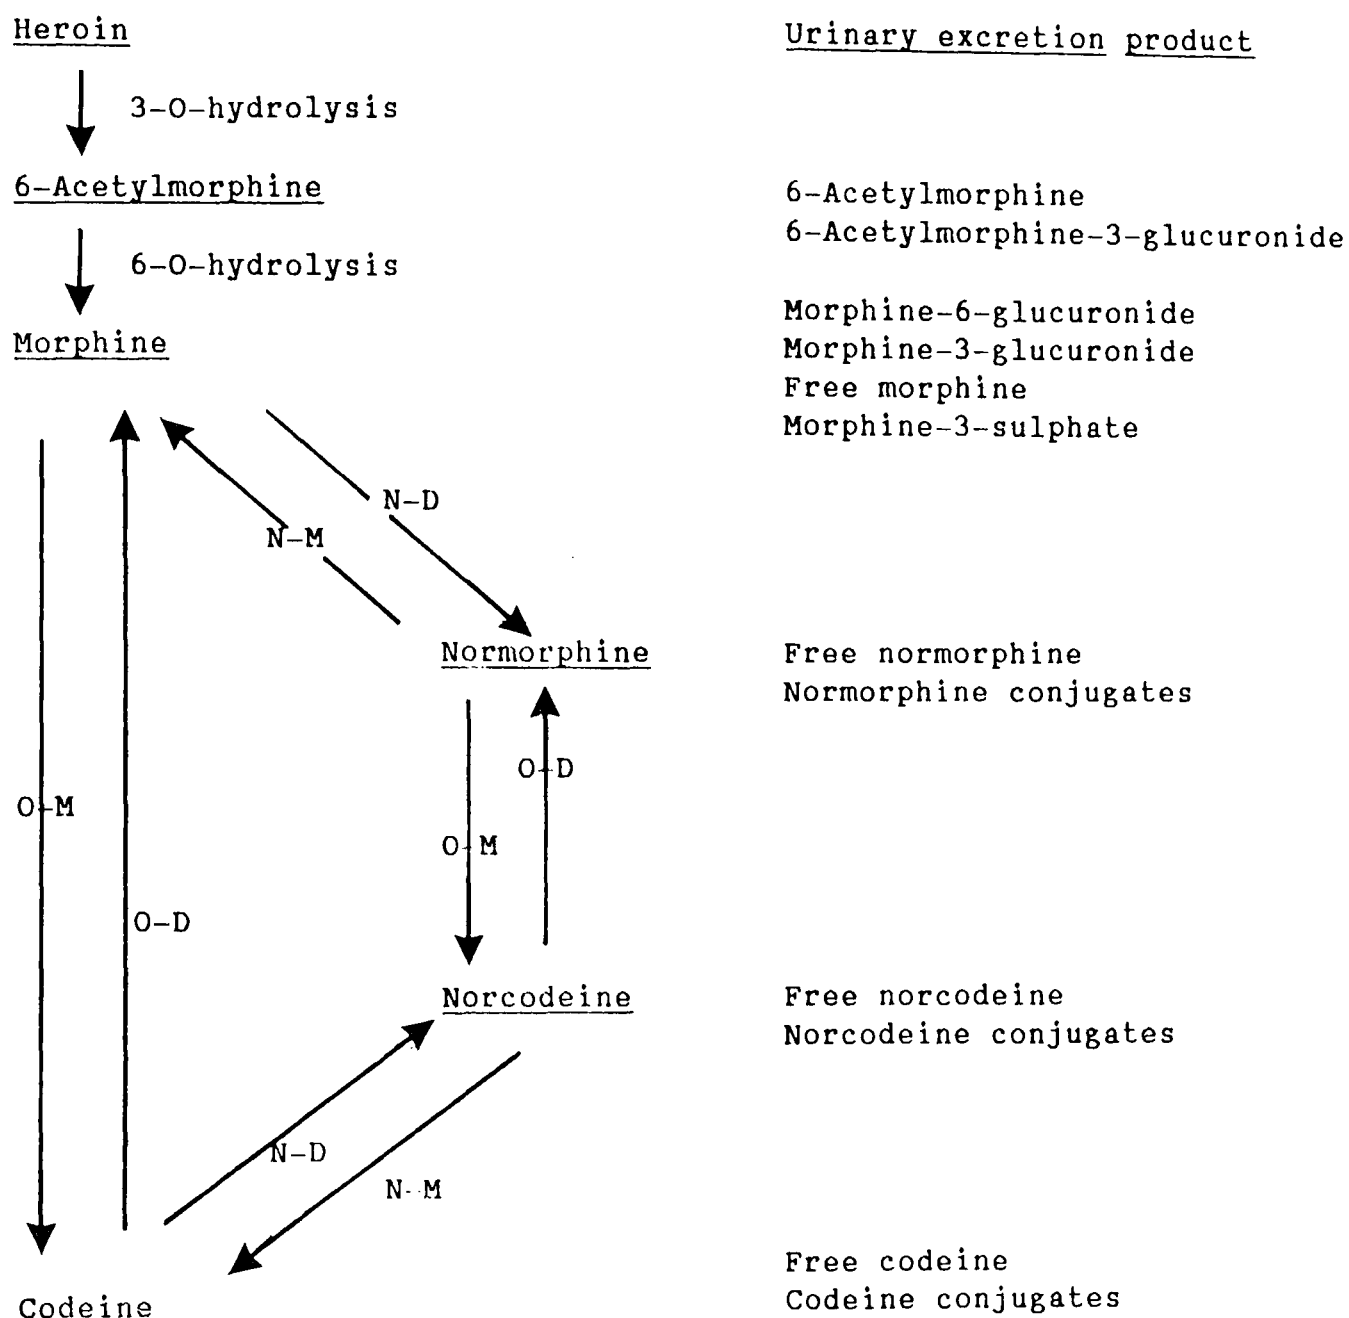 Heroin
Urinary excretion product
3-O-hydrolysis
6-Acetylmorphine
6-Acetylmorphine
6-Acetylmorphine-3-glucuronide
6-O-hydrolysis
Morphine-6-glucuronide
Morphine
Morphine-3-glucuronide
Free morphine
Morphine-3-sulphate
N-D
N-M
Normorphine
Free normorphine
Normorphine conjugates
O-D
O-M
O-M
O-D
Norcodeine
Free norcodeine
Norcodeine conjugates
N-D
N-M
Free codeine
Codeine conjugates
Codeine